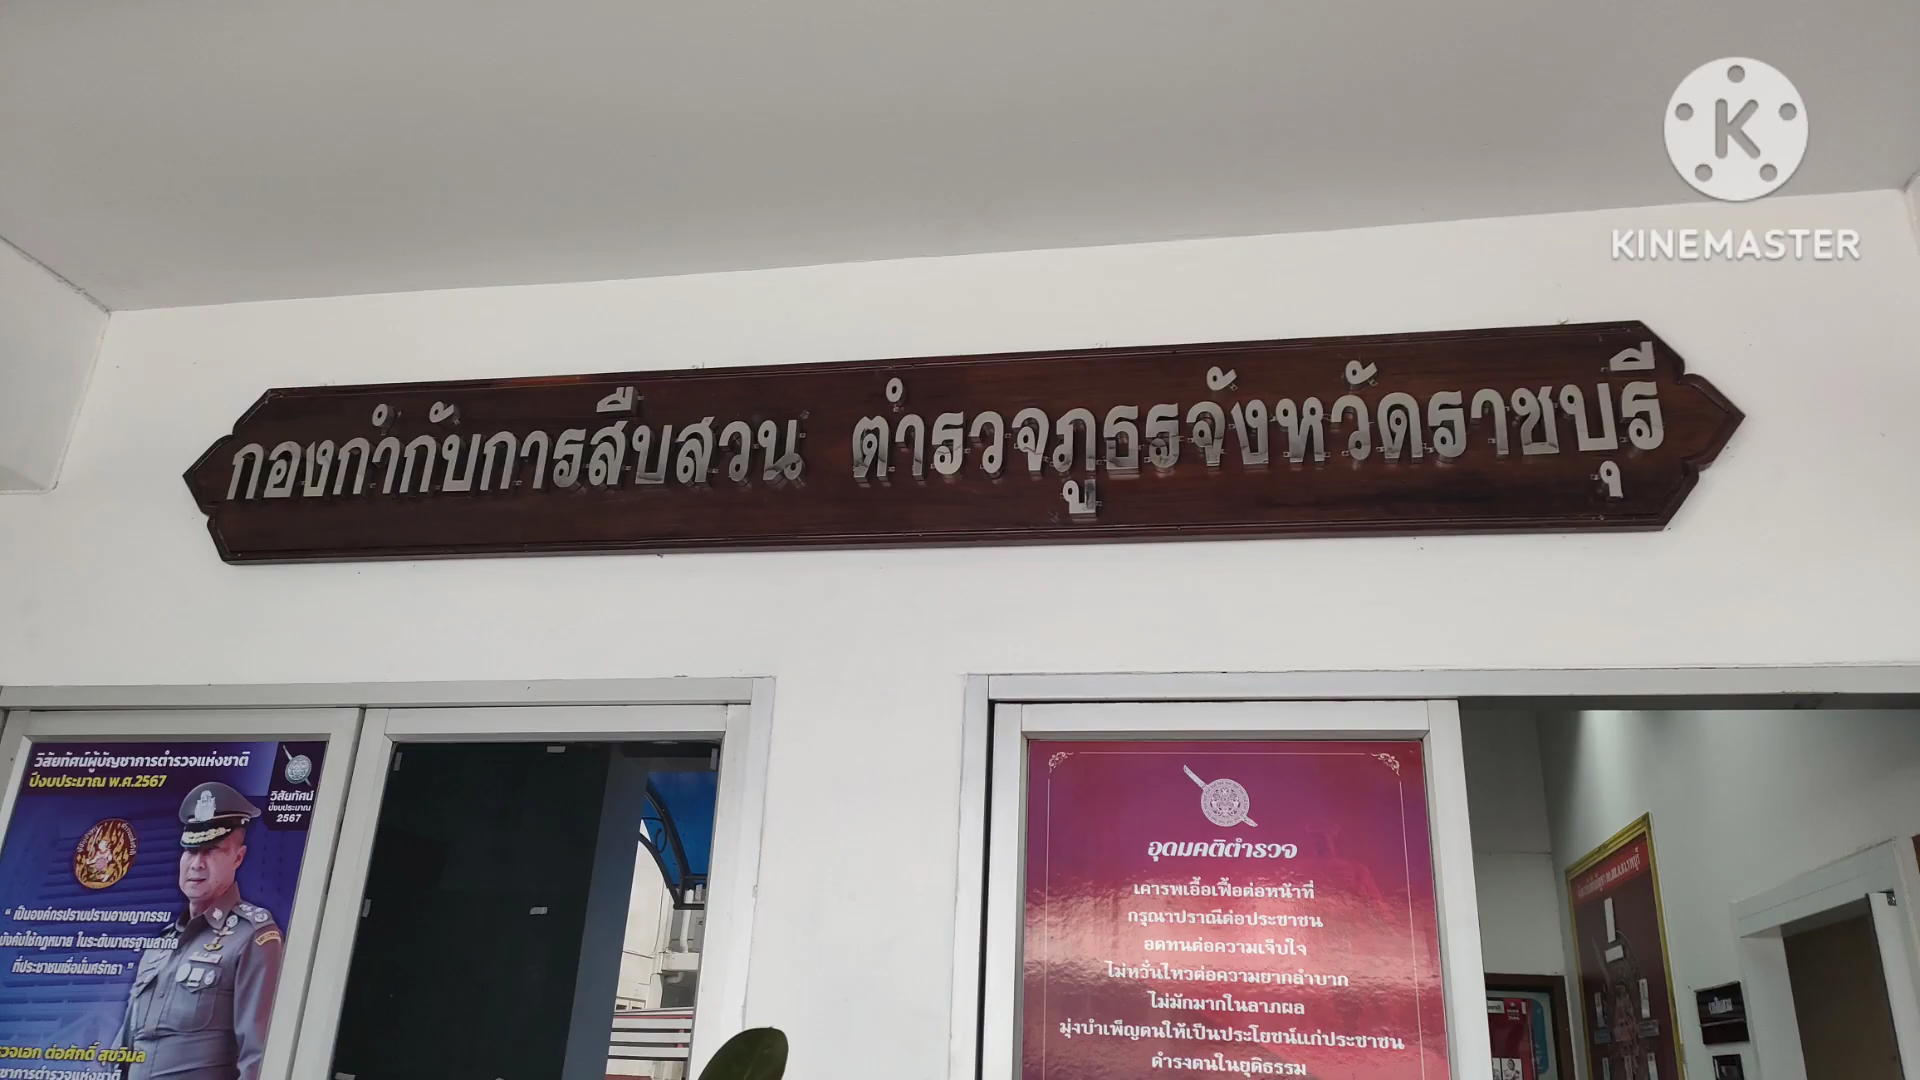 KINEMASTER
กองกำกับการสืบสวน ตำรวจภูธรจังหวัดราชบุรี
วิสัยทัศน์ผู้บัญชาการตำรวจแห่งชาติ
ปีงบประมาณ พ.ศ.2567
วิสัยทัศน์
ปีงบประมาณ
2567
“ เป็นองค์กรปราบปรามอาชญากรรม
บังคับใช้กฎหมาย ในระดับมาตรฐานสากล
ที่ประชาชนเชื่อมั่นศรัทธา ”
ต่อศักดิ์ สุขวิมล
อุดมคติตำรวจ
เคารพเอื้อเฟื้อต่อหน้าที่
กรุณาปราณีต่อประชาชน
อดทนต่อความเจ็บใจ
ไม่หวั่นไหวต่อความยากลำบาก
ไม่มักมากในลาภผล
มุ่งบำเพ็ญตนให้เป็นประโยชน์แก่ประชาชน
ดำรงตนในยุติธรรม